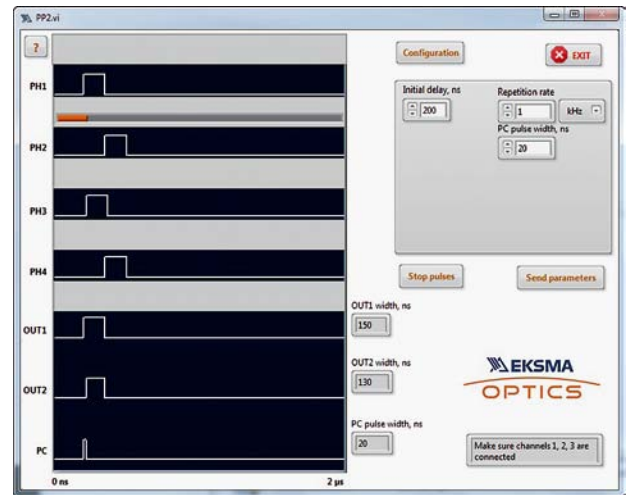 PP2.vi
?
Configuration
EXIT
PH1
Initial delay, ns
Repetition rate
200
1
kHz
PC pulse width, ns
20
PH2
PH3
PH4
Stop pulses
Send parameters
OUT1 width, ns
150
OUT1
OUT2 width, ns
130
OUT2
EKSMA
OPTICS
PC pulse width, ns
20
PC
Make sure channels 1, 2, 3 are
connected
0 ns
2 μs